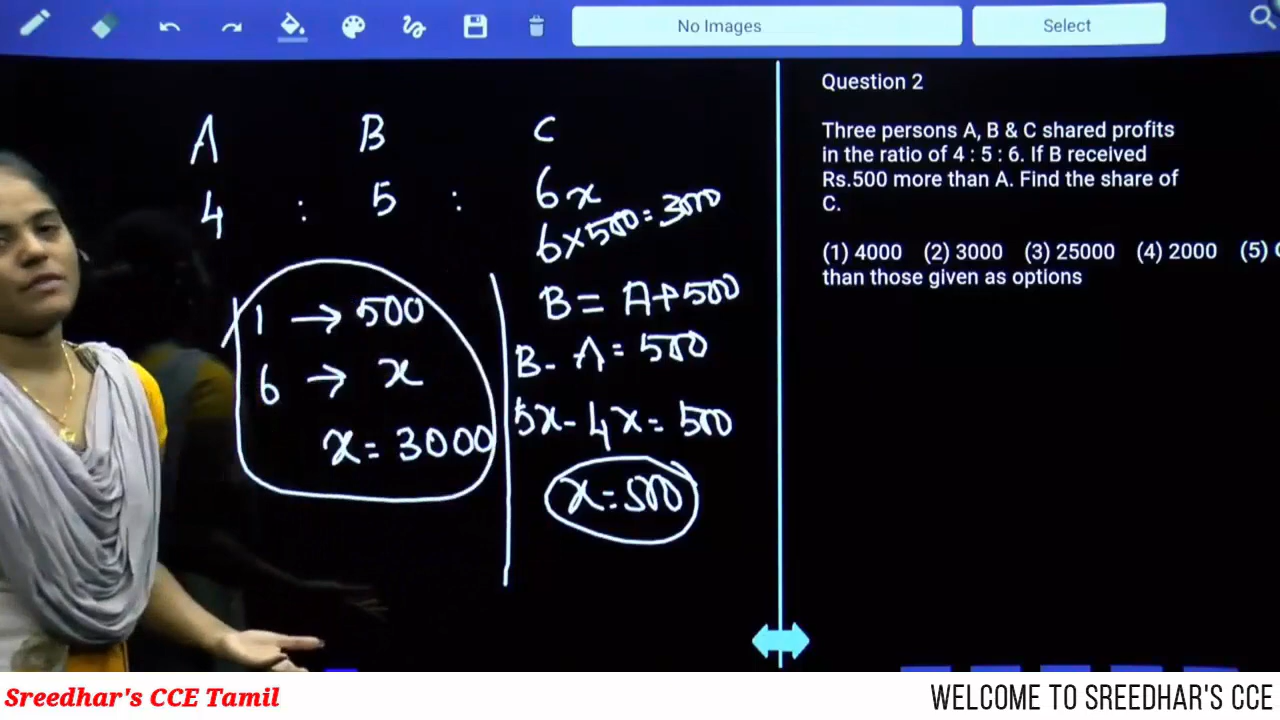 No Images
Select
A B C
4 : 5 : 6x
6x500=3000
1 → 500
6 → x
x=3000
B = A+500
B- A= 500
5x- 4x= 500
x=500
Question 2
Three persons A, B & C shared profits
in the ratio of 4 : 5 : 6. If B received
Rs.500 more than A. Find the share of
C.
(1) 4000 (2) 3000 (3) 25000 (4) 2000 (5)
than those given as options
Sreedhar's CCE Tamil
WELCOME TO SREEDHAR'S CCE